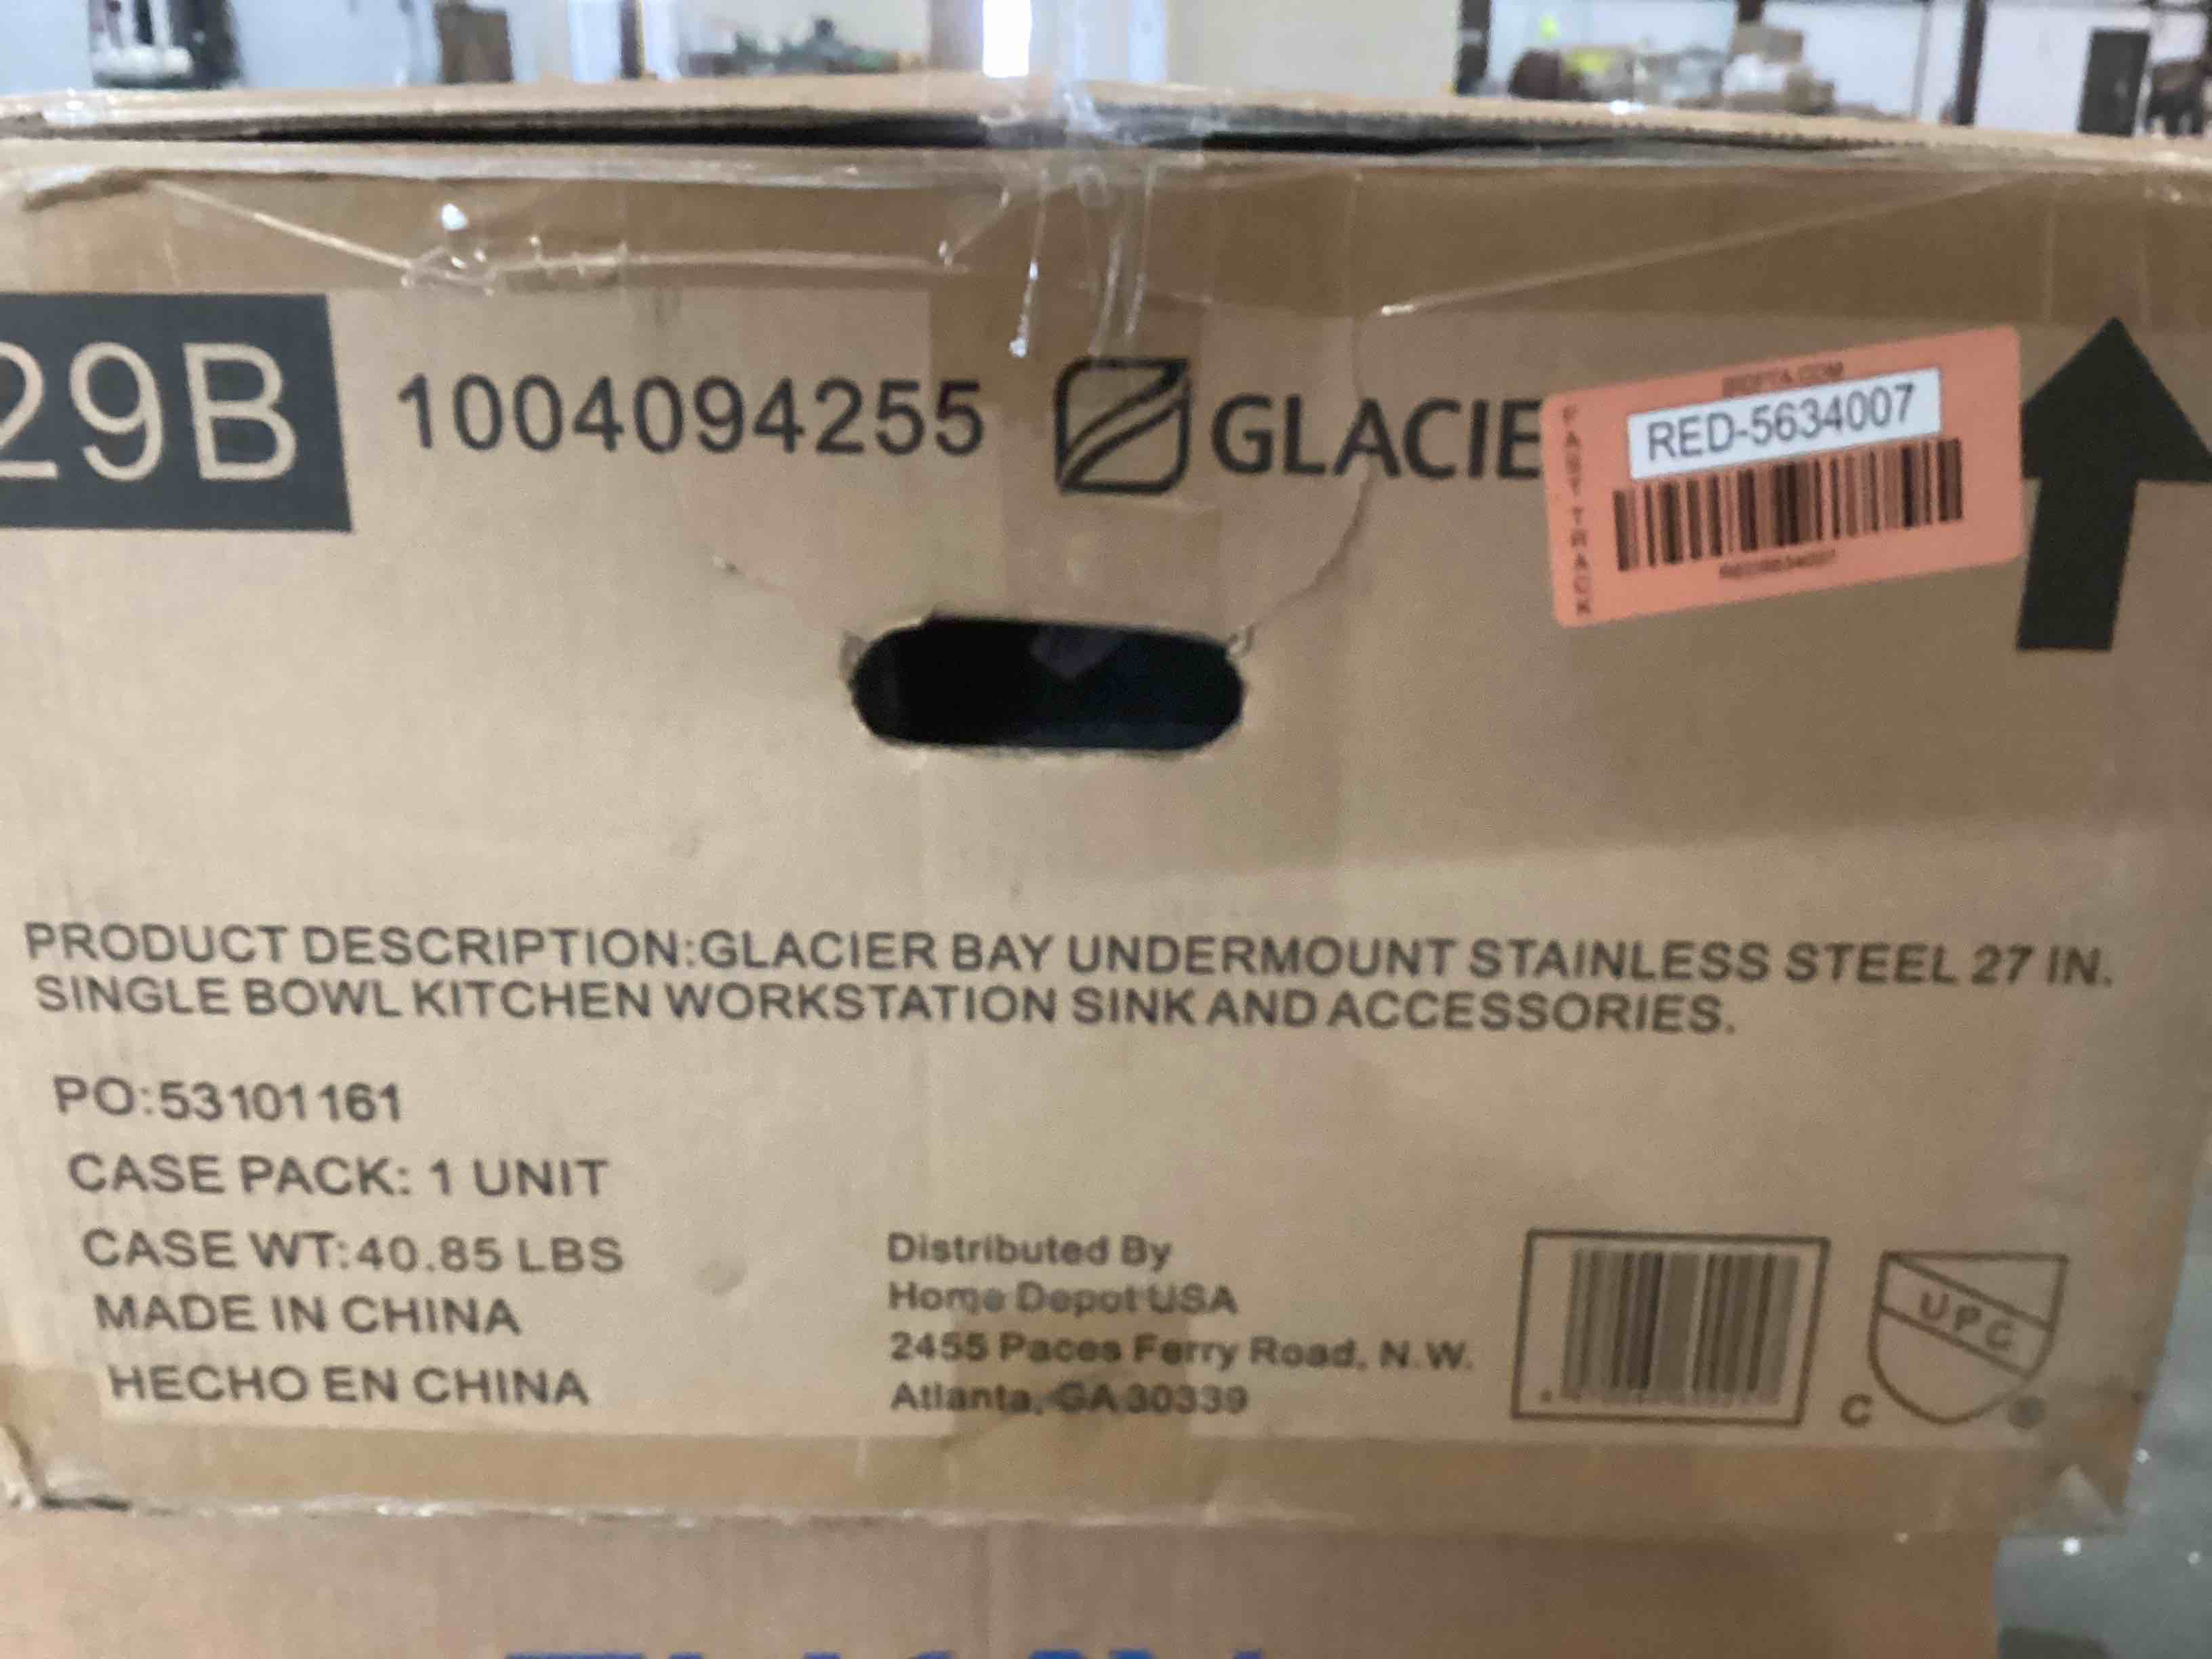 29B
1004094255
GLACIE
RED-5634007
FAST TRACK
PRODUCT DESCRIPTION:GLACIER BAY UNDERMOUNT STAINLESS STEEL 27 IN.
SINGLE BOWL KITCHEN WORKSTATION SINK AND ACCESSORIES.
PO:53101161
CASE PACK: 1 UNIT
CASE WT:40.85 LBS
MADE IN CHINA
HECHO EN CHINA
Distributed By
Home Depot USA
2455 Paces Ferry Road, N.W.
Atlanta, GA 30339
UPC
C
®